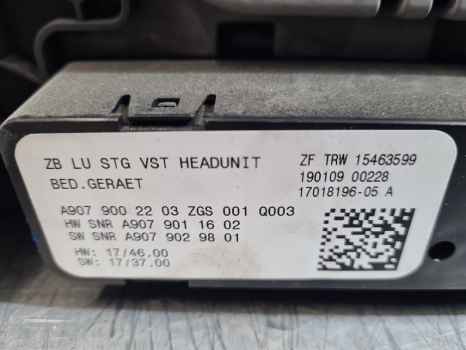 ZB LU STG VST HEADUNIT
BED.GERAET
ZF TRW 15463599
190109 00228
17018196-05 A
A907 900 22 03 ZGS 001 Q003
HW SNR A907 901 16 02
SW SNR A907 902 98 01
HW: 17/46.00
SW: 17/37.00